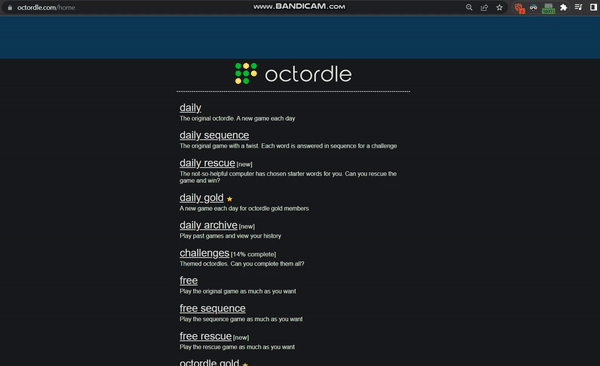 octordle.com/home
www.BANDICAM.com
octordle
daily
The original octordle. A new game each day
daily sequence
The original game with a twist. Each word is answered in sequence for a challenge
daily rescue [new]
The not-so-helpful computer has chosen starter words for you. Can you rescue the
game and win?
daily gold
A new game each day for octordle gold members
daily archive [new]
Play past games and view your history
challenges [14% complete]
Themed octordles. Can you complete them all?
free
Play the original game as much as you want
free sequence
Play the sequence game as much as you want
free rescue [new]
Play the rescue game as much as you want
octordle gold